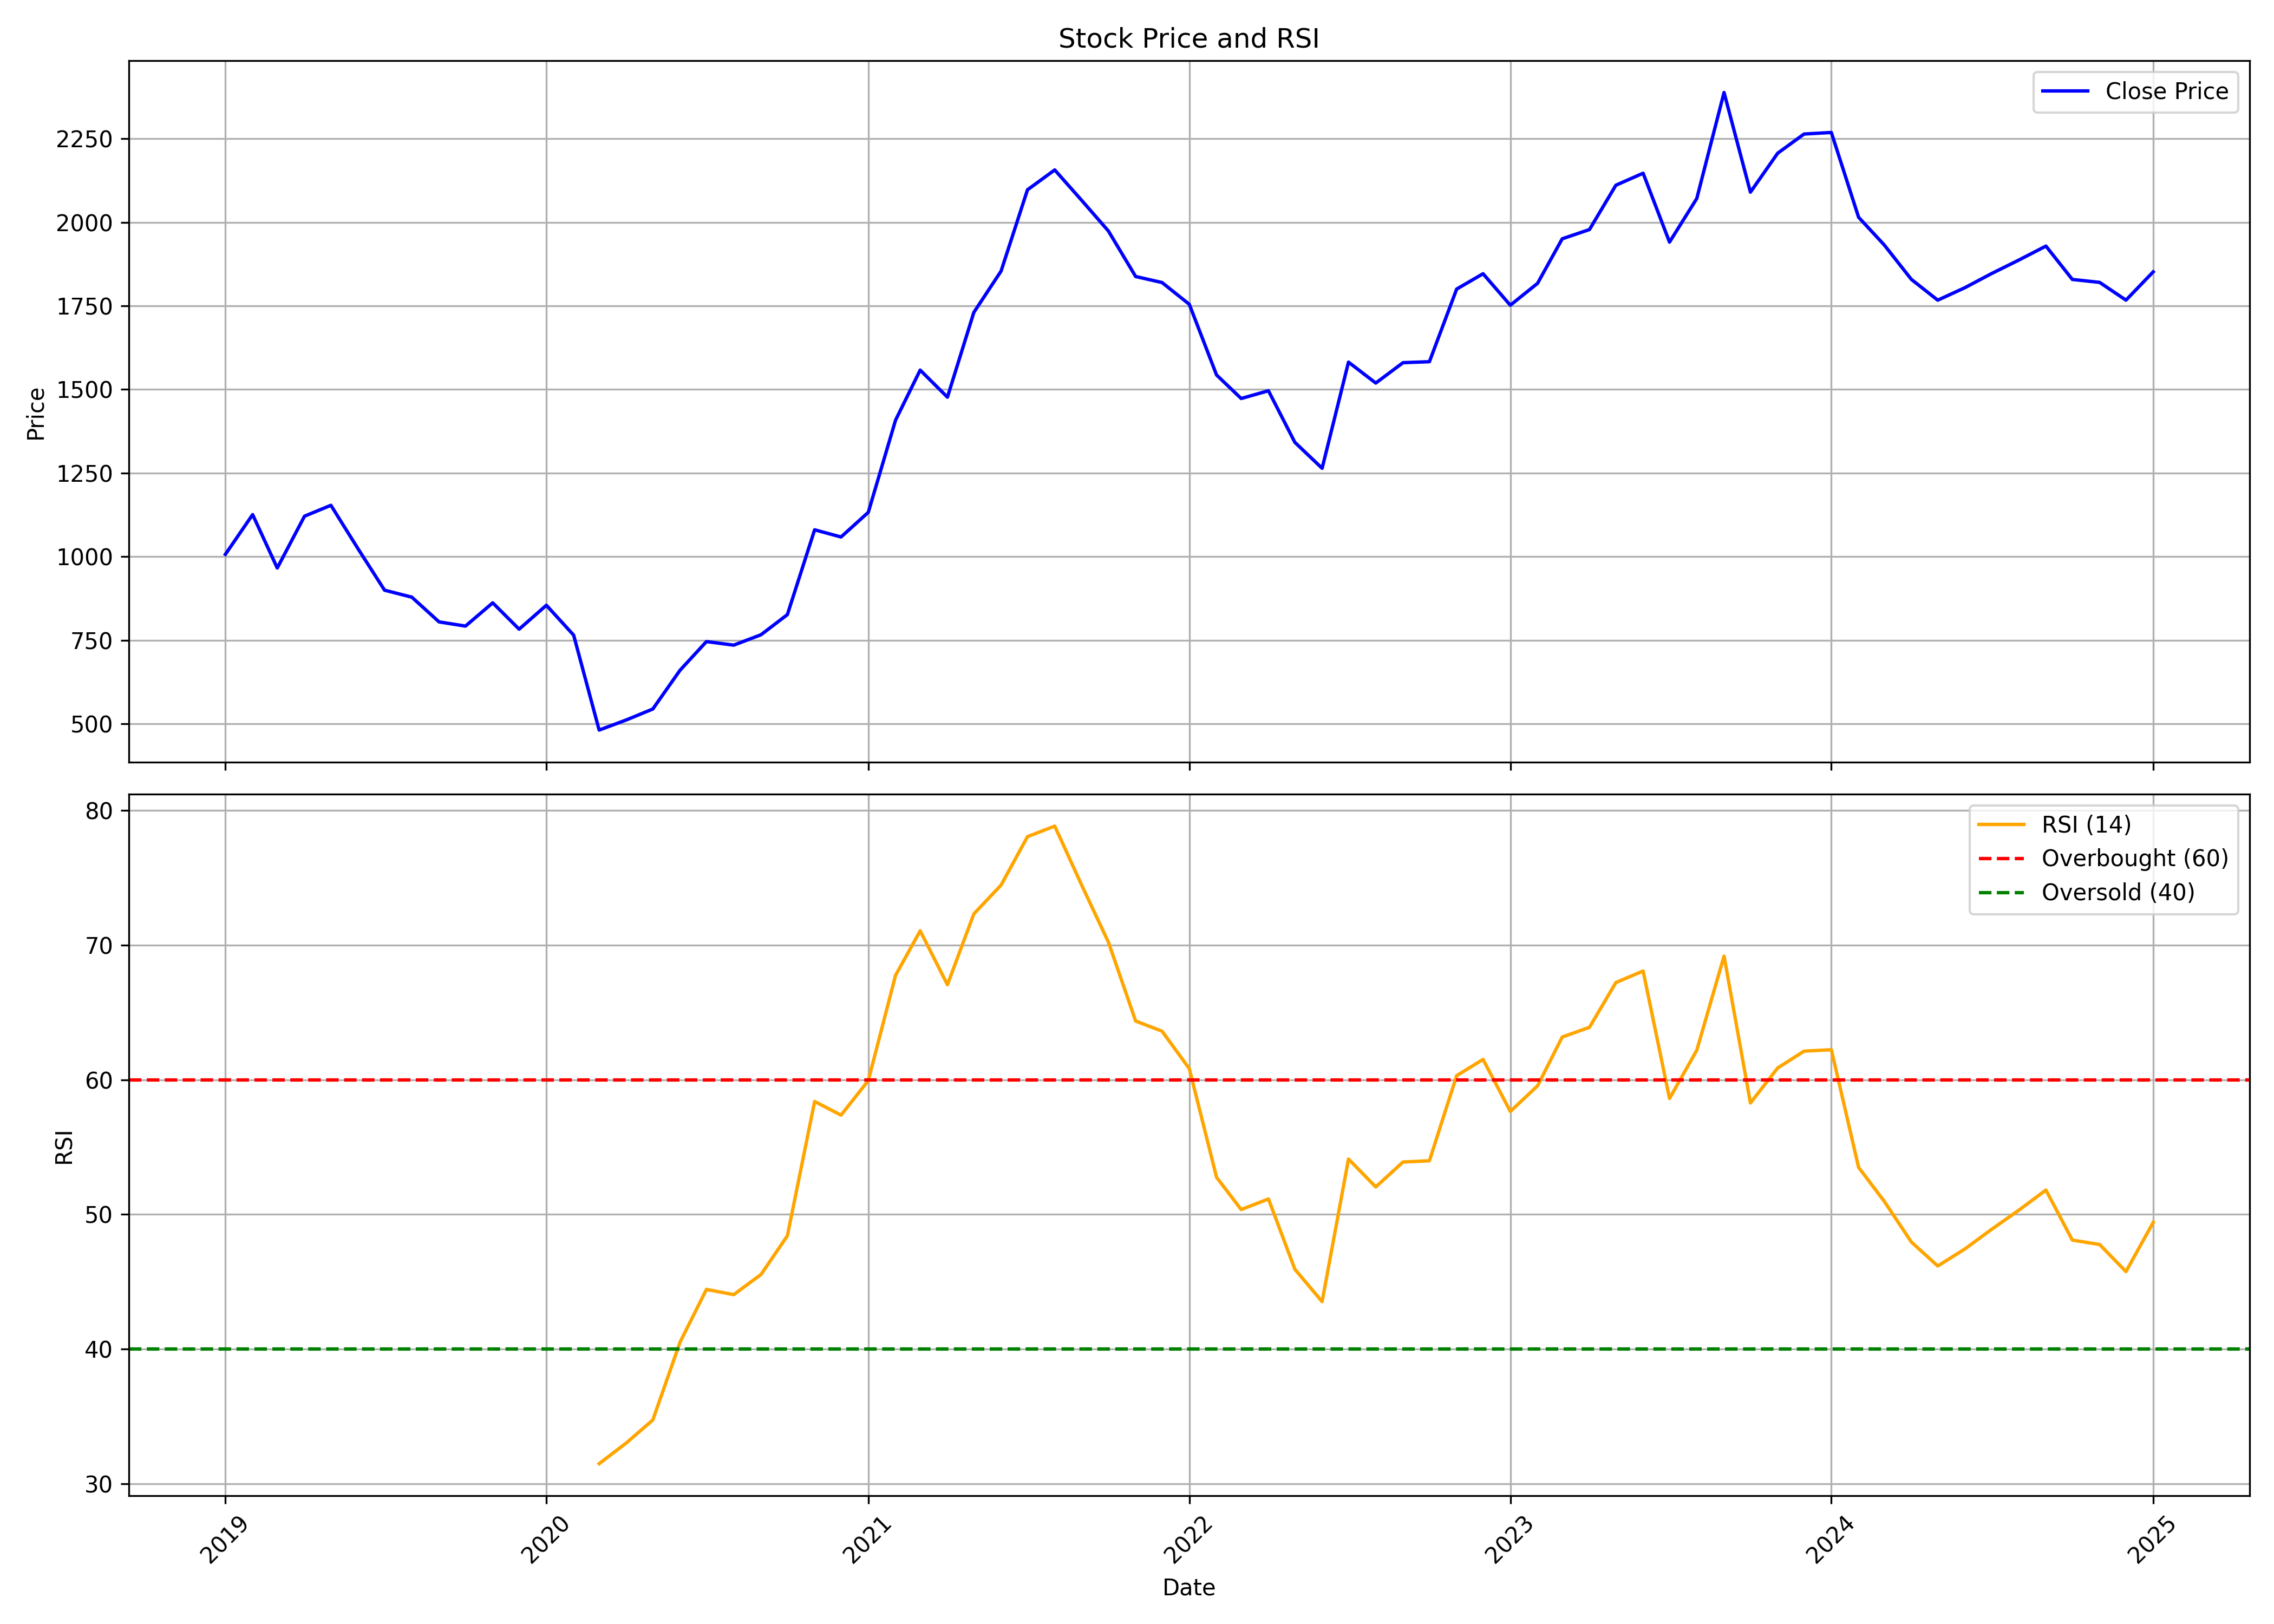 Stock Price and RSI
Close Price
2250
2000
1750
1500
1250
1000
750
500
Price
RSI (14)
Overbought (60)
Oversold (40)
80
70
60
50
40
30
RSI
2019
2020
2021
2022
2023
2024
2025
Date